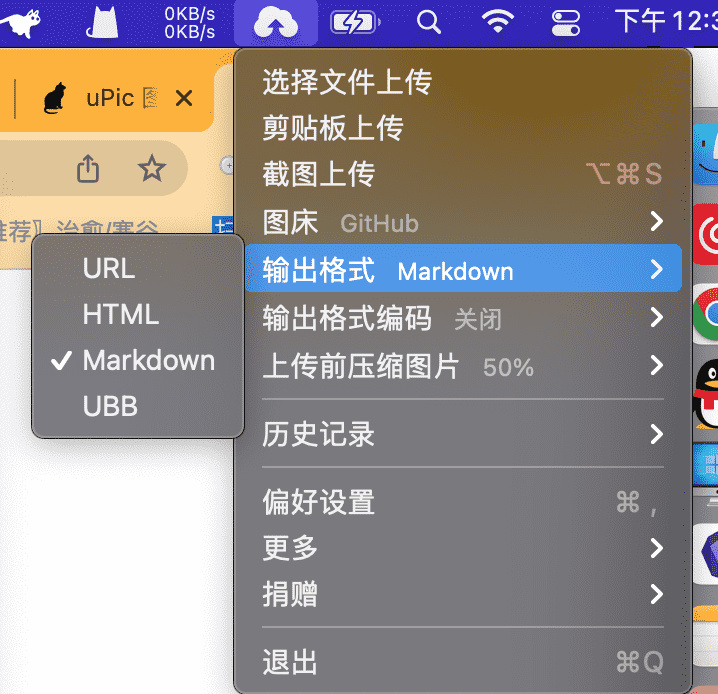 0KB/s
0KB/s
下午 12:3
uPic
选择文件上传
剪贴板上传
截图上传 ⌥⌘S
图床 GitHub
荐〗治愈/寒谷
输出格式 Markdown
输出格式编码 关闭
上传前压缩图片 50%
URL
HTML
✓ Markdown
UBB
历史记录
偏好设置 ⌘ ,
更多
捐赠
退出 ⌘Q